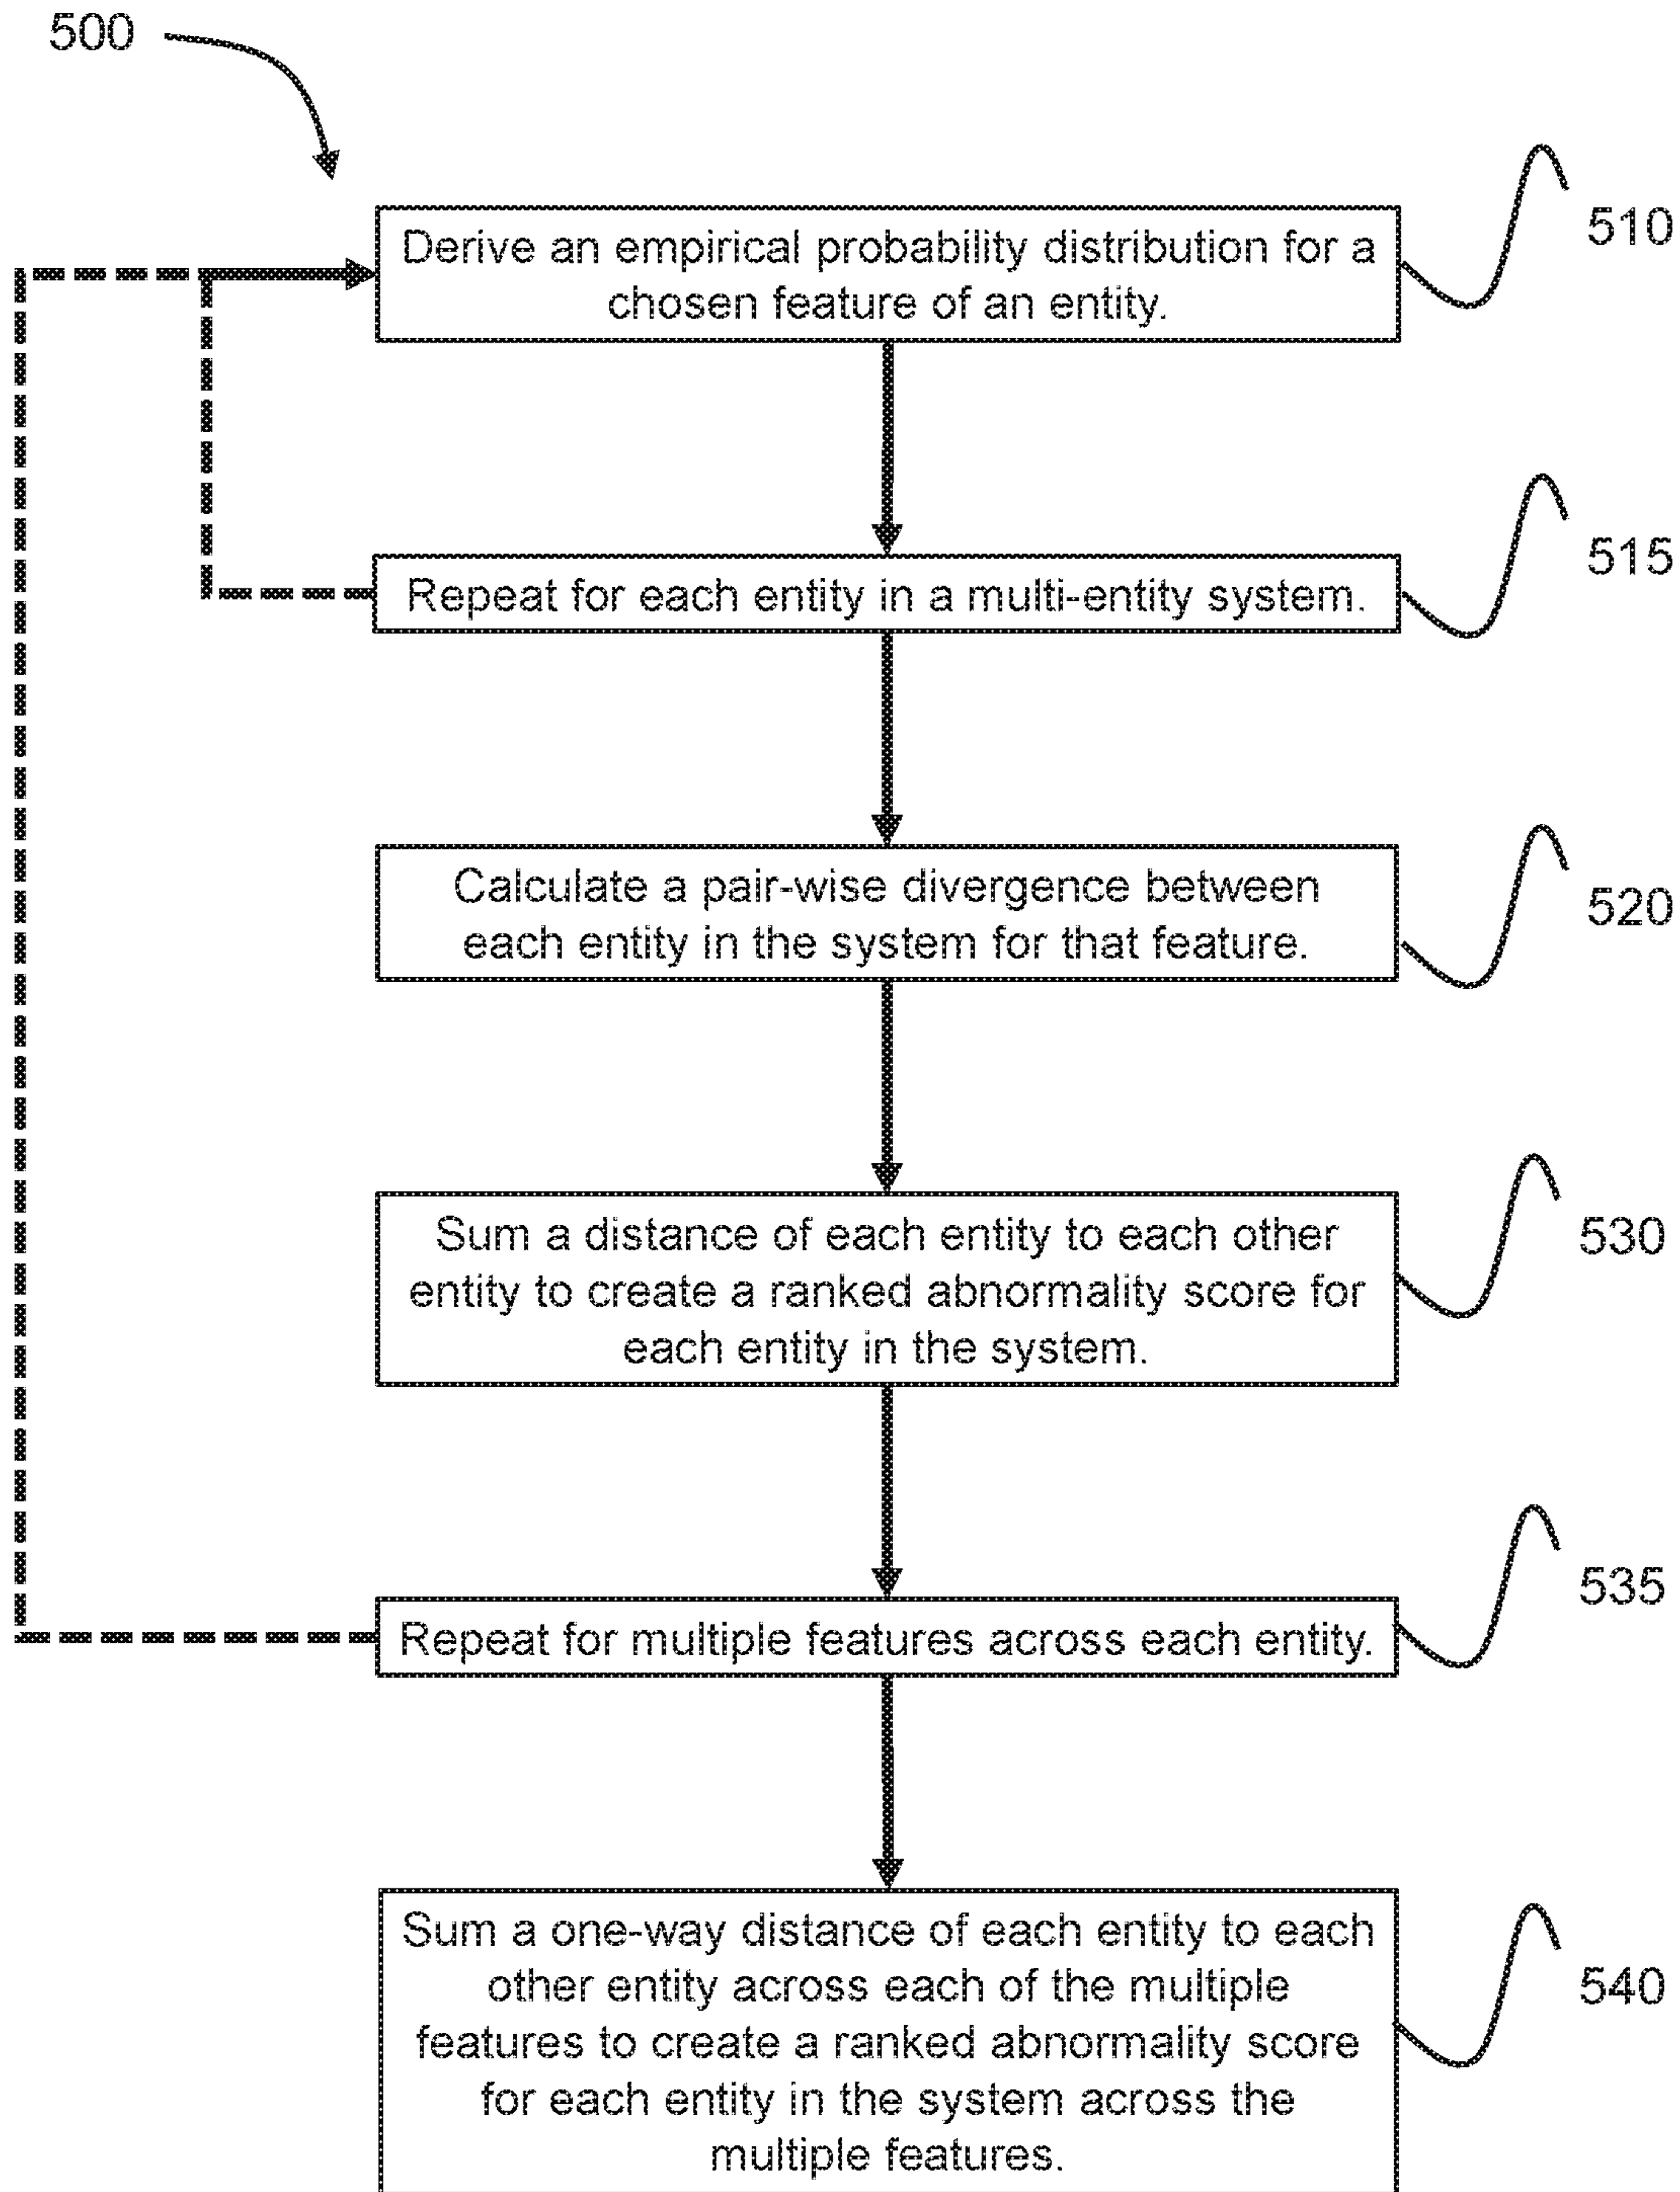 500
Derive an empirical probability distribution for a
chosen feature of an entity.
510
Repeat for each entity in a multi-entity system.
515
Calculate a pair-wise divergence between
each entity in the system for that feature.
520
Sum a distance of each entity to each other
entity to create a ranked abnormality score for
each entity in the system.
530
Repeat for multiple features across each entity.
535
Sum a one-way distance of each entity to each
other entity across each of the multiple
features to create a ranked abnormality score
for each entity in the system across the
multiple features.
540